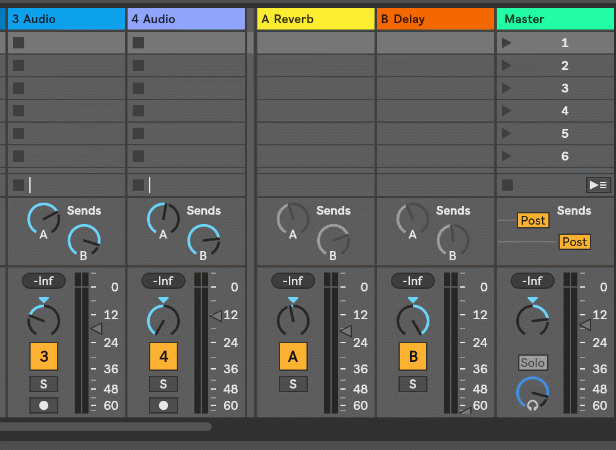 3 Audio 4 Audio A Reverb B Delay Master
1
2
3
4
5
6
Sends Sends Sends Sends Sends
A A A A Post
B B B B Post
-Inf -Inf -Inf -Inf -Inf
0 0 0 0 0
12 12 12 12 12
24 24 24 24 24
3 4 A B Solo
36 36 36 36 36
S S S S
48 48 48 48 48
60 60 60 60 60